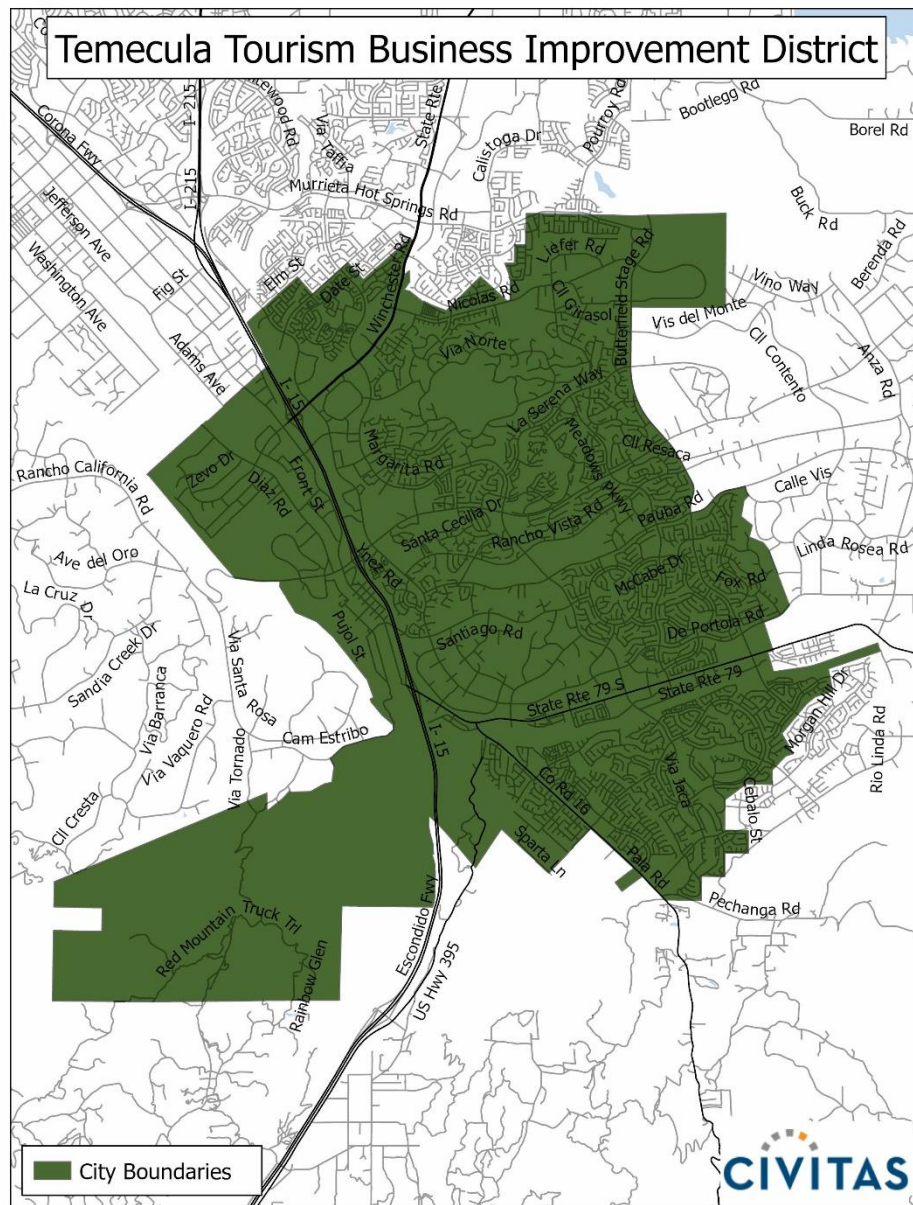 Temecula Tourism Business Improvement District
Corona Fwy
I-215
I-215
Via Taffia
State Rte
Calistoga Dr
Pourroy Rd
Bootlegg Rd
Borel Rd
Murrieta Hot Springs Rd
Buck Rd
Jefferson Ave
Washington Ave
Fig St
Elm St
Date St
Winchester Rd
Liefer Rd
Berenda Rd
Nicolas Rd
Cll Girasol
Butterfield Stage Rd
Vino Way
Vis del Monte
Adams Ave
Via Norte
Cll Contento
Anza Rd
I- 15
La Serena Way
Margarita Rd
Meadows Pkwy
Cll Resaca
Zevo Dr
Diaz Rd
Front St
Rancho California Rd
Calle Vis
Pauba Rd
Santa Cecilla Dr
Rancho Vista Rd
Linda Rosea Rd
Ave del Oro
Ynez Rd
McCabe Dr
Fox Rd
La Cruz Dr
Pujol St
Santiago Rd
De Portola Rd
Sandia Creek Dr
Via Santa Rosa
State Rte 79 S
State Rte 79
Via Barranca
Via Vaquero Rd
Cam Estribo
I- 15
Morgan Hill Dr
Rio Linda Rd
Via Tornado
Co Rd 16
Via Jaca
Cebalo St
Cll Cresta
Sparta Ln
Pala Rd
Pechanga Rd
Red Mountain Truck Trl
Rainbow Glen
Escondido Fwy
US Hwy 395
City Boundaries
CIVITAS